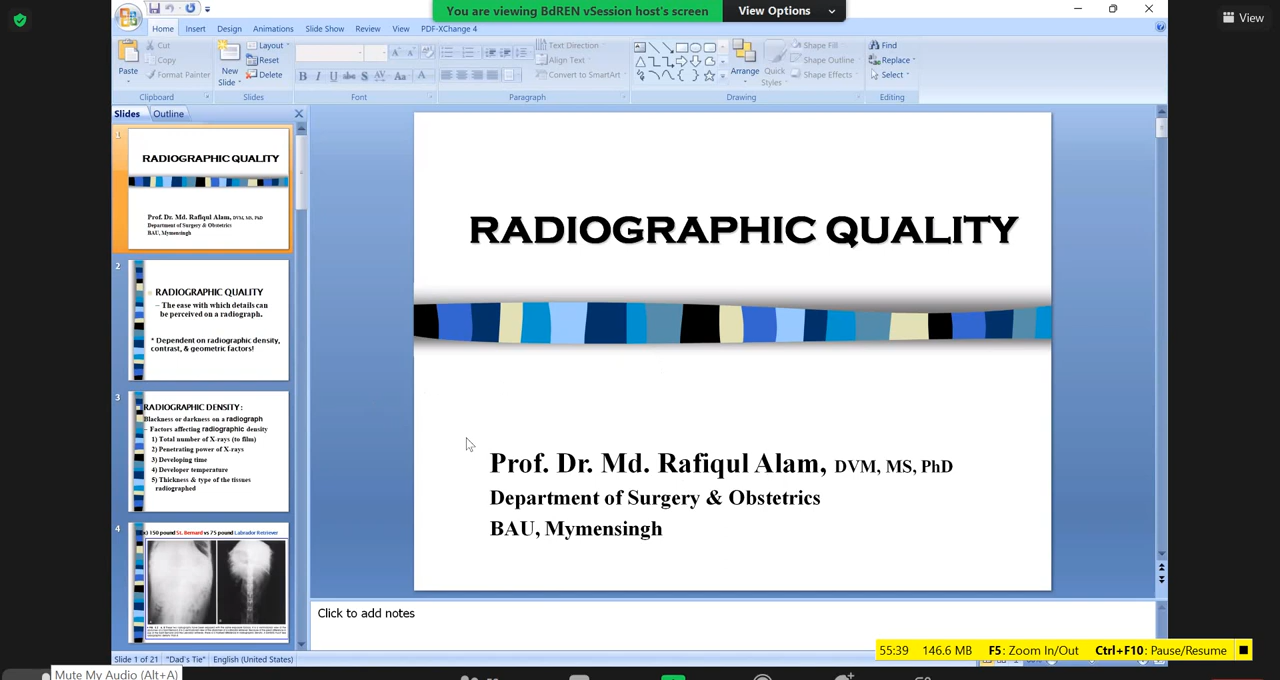 You are viewing BdREN vSession host's screen
View Options
View
Home Insert Design Animations Slide Show Review View PDF-XChange 4
Paste
Cut
Copy
Format Painter
Clipboard
New Slide
Layout
Reset
Delete
Slides
Font
Text Direction
Align Text
Convert to SmartArt
Paragraph
Arrange
Quick Styles
Shape Fill
Shape Outline
Shape Effects
Drawing
Find
Replace
Select
Editing
Slides Outline
1
RADIOGRAPHIC QUALITY
Prof. Dr. Md. Rafiqul Alam, DVM, MS, PhD
Department of Surgery & Obstetrics
BAU, Mymensingh
2
RADIOGRAPHIC QUALITY
– The ease with which details can
be perceived on a radiograph.
* Dependent on radiographic density,
contrast, & geometric factors!
3
RADIOGRAPHIC DENSITY :
Blackness or darkness on a radiograph
– Factors affecting radiographic density
1) Total number of X-rays (to film)
2) Penetrating power of X-rays
3) Developing time
4) Developer temperature
5) Thickness & type of the tissues
radiographed
4
150 pound St. Bernard vs 75 pound Labrador Retriever
RADIOGRAPHIC QUALITY
Prof. Dr. Md. Rafiqul Alam, DVM, MS, PhD
Department of Surgery & Obstetrics
BAU, Mymensingh
Click to add notes
55:39 146.6 MB F5: Zoom In/Out Ctrl+F10: Pause/Resume
Slide 1 of 21 "Dad's Tie" English (United States)
Mute My Audio (Alt+A)